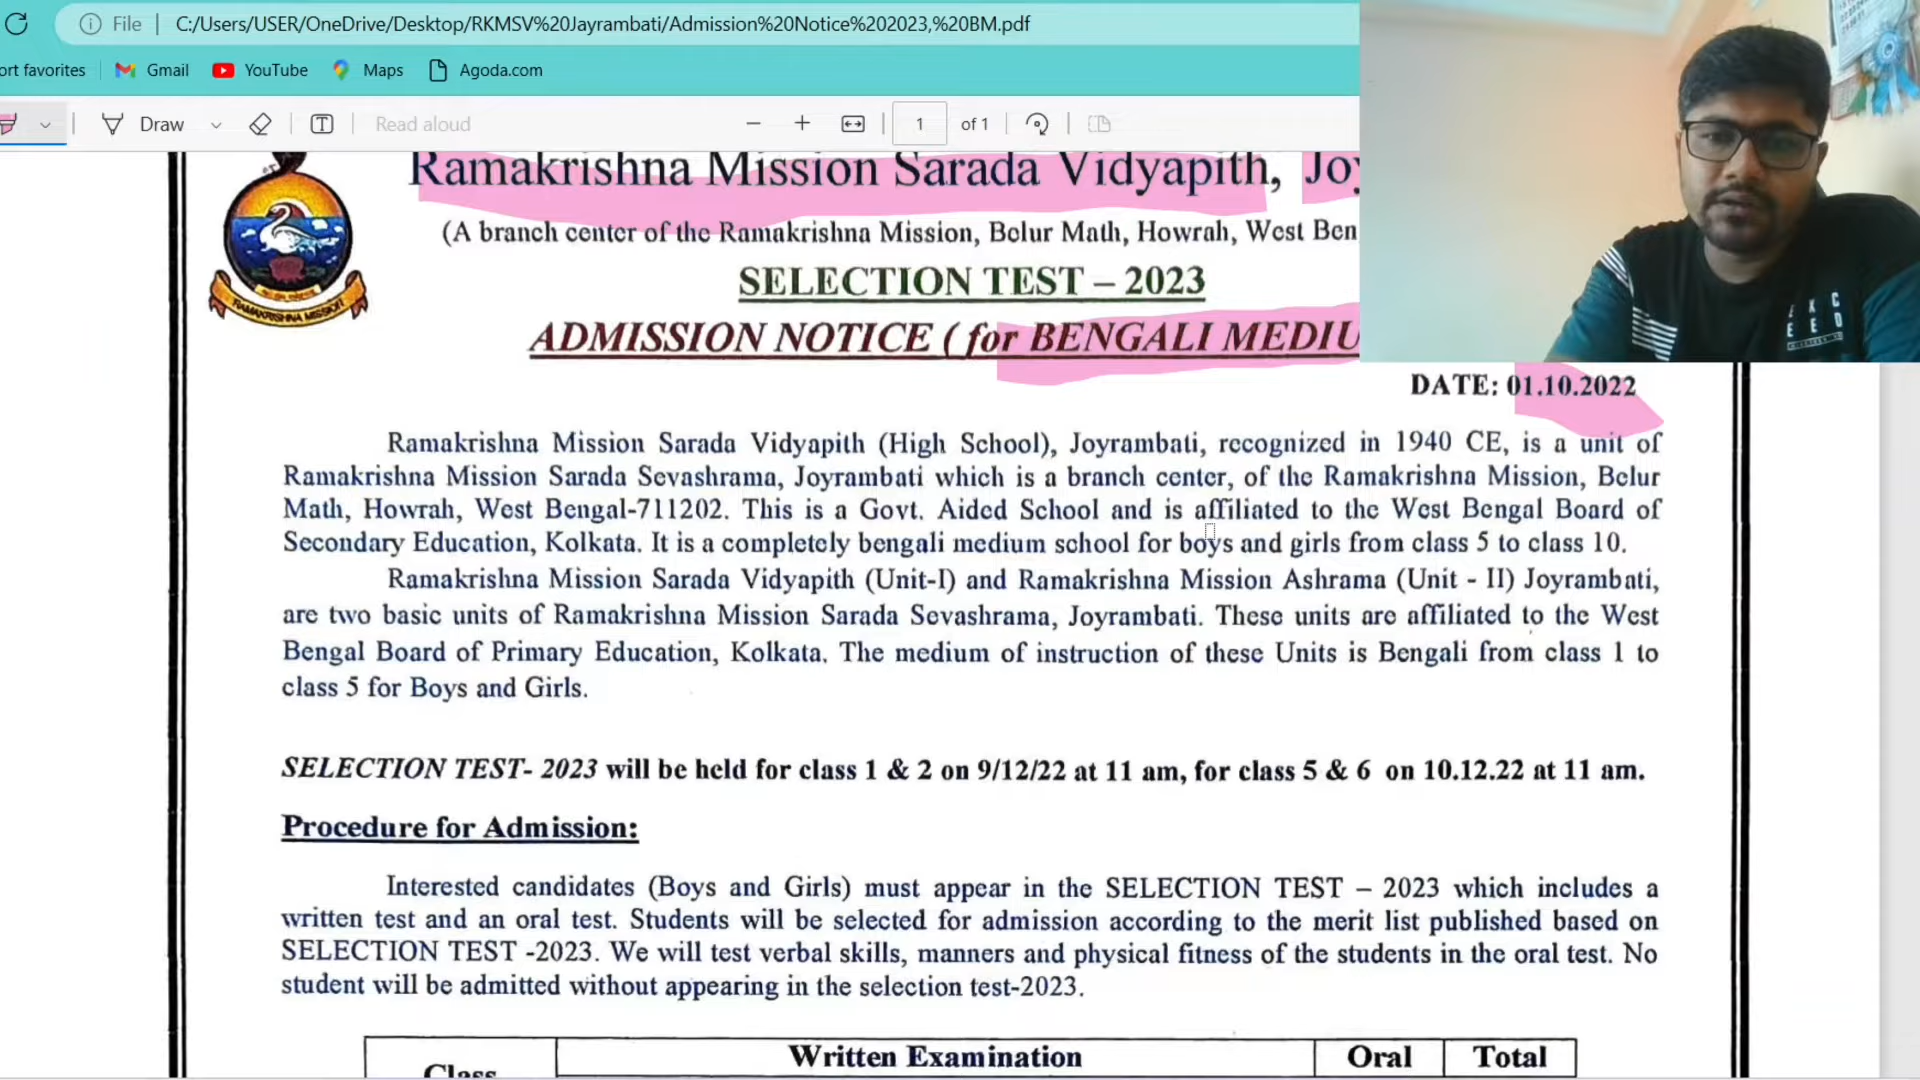 File | C:/Users/USER/OneDrive/Desktop/RKMSV%20Jayrambati/Admission%20Notice%202023,%20BM.pdf
ort favorites Gmail YouTube Maps Agoda.com
Draw Read aloud 1 of 1
Ramakrishna Mission Sarada Vidyapith, Joy
(A branch center of the Ramakrishna Mission, Belur Math, Howrah, West Ben
SELECTION TEST – 2023
RAMAKRISHNA MISSION
ADMISSION NOTICE ( for BENGALI MEDIU
EXC
EED
DATE: 01.10.2022
Ramakrishna Mission Sarada Vidyapith (High School), Joyrambati, recognized in 1940 CE, is a unit of
Ramakrishna Mission Sarada Sevashrama, Joyrambati which is a branch center, of the Ramakrishna Mission, Belur
Math, Howrah, West Bengal-711202. This is a Govt. Aided School and is affiliated to the West Bengal Board of
Secondary Education, Kolkata. It is a completely bengali medium school for boys and girls from class 5 to class 10.
Ramakrishna Mission Sarada Vidyapith (Unit-I) and Ramakrishna Mission Ashrama (Unit - II) Joyrambati,
are two basic units of Ramakrishna Mission Sarada Sevashrama, Joyrambati. These units are affiliated to the West
Bengal Board of Primary Education, Kolkata. The medium of instruction of these Units is Bengali from class 1 to
class 5 for Boys and Girls.
SELECTION TEST- 2023 will be held for class 1 & 2 on 9/12/22 at 11 am, for class 5 & 6 on 10.12.22 at 11 am.
Procedure for Admission:
Interested candidates (Boys and Girls) must appear in the SELECTION TEST – 2023 which includes a
written test and an oral test. Students will be selected for admission according to the merit list published based on
SELECTION TEST -2023. We will test verbal skills, manners and physical fitness of the students in the oral test. No
student will be admitted without appearing in the selection test-2023.
Class Written Examination Oral Total